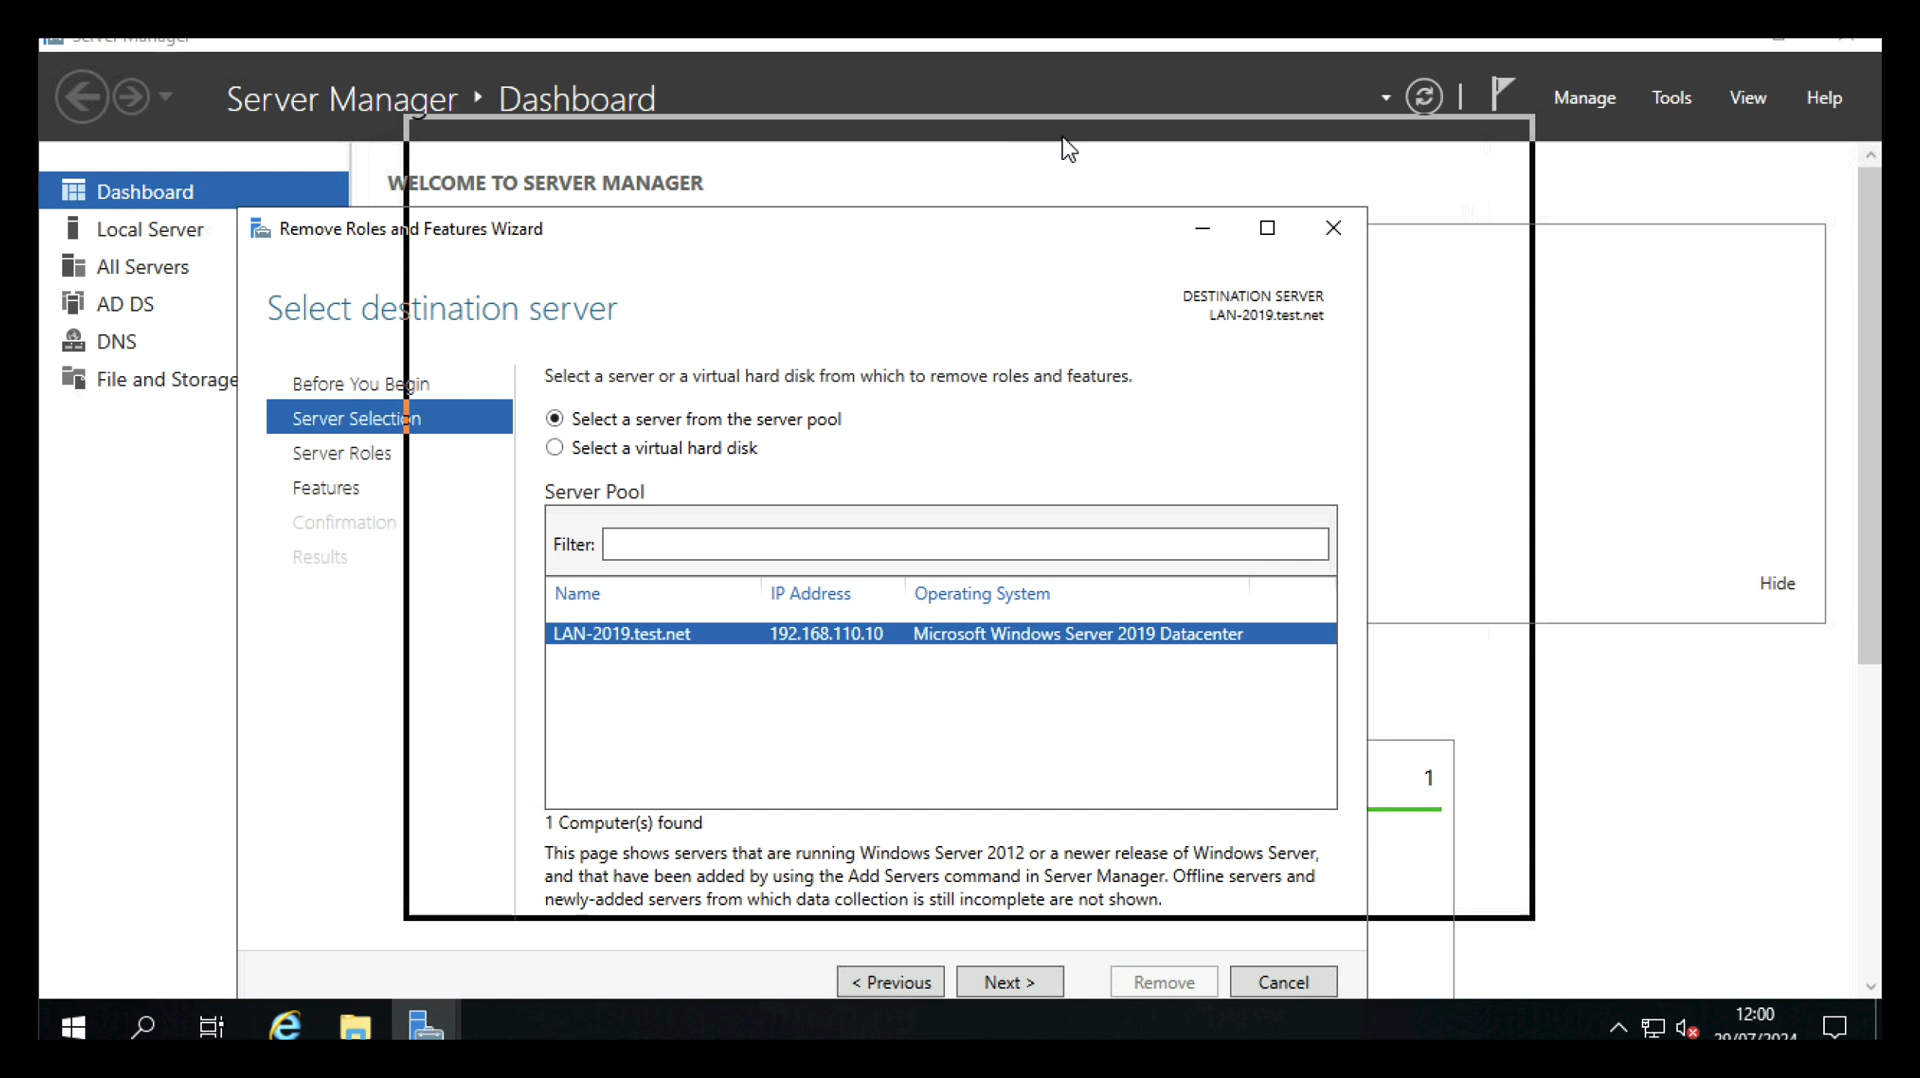 Server Manager
Server Manager Dashboard
Manage Tools View Help
Dashboard
Local Server
All Servers
AD DS
DNS
File and Storage
WELCOME TO SERVER MANAGER
Remove Roles and Features Wizard
Select destination server
DESTINATION SERVER
LAN-2019.test.net
Before You Begin
Server Selection
Server Roles
Features
Confirmation
Results
Select a server or a virtual hard disk from which to remove roles and features.
Select a server from the server pool
Select a virtual hard disk
Server Pool
Filter:
Name IP Address Operating System
LAN-2019.test.net 192.168.110.10 Microsoft Windows Server 2019 Datacenter
1 Computer(s) found
This page shows servers that are running Windows Server 2012 or a newer release of Windows Server,
and that have been added by using the Add Servers command in Server Manager. Offline servers and
newly-added servers from which data collection is still incomplete are not shown.
< Previous Next > Remove Cancel
Hide
1
12:00
29/07/2024